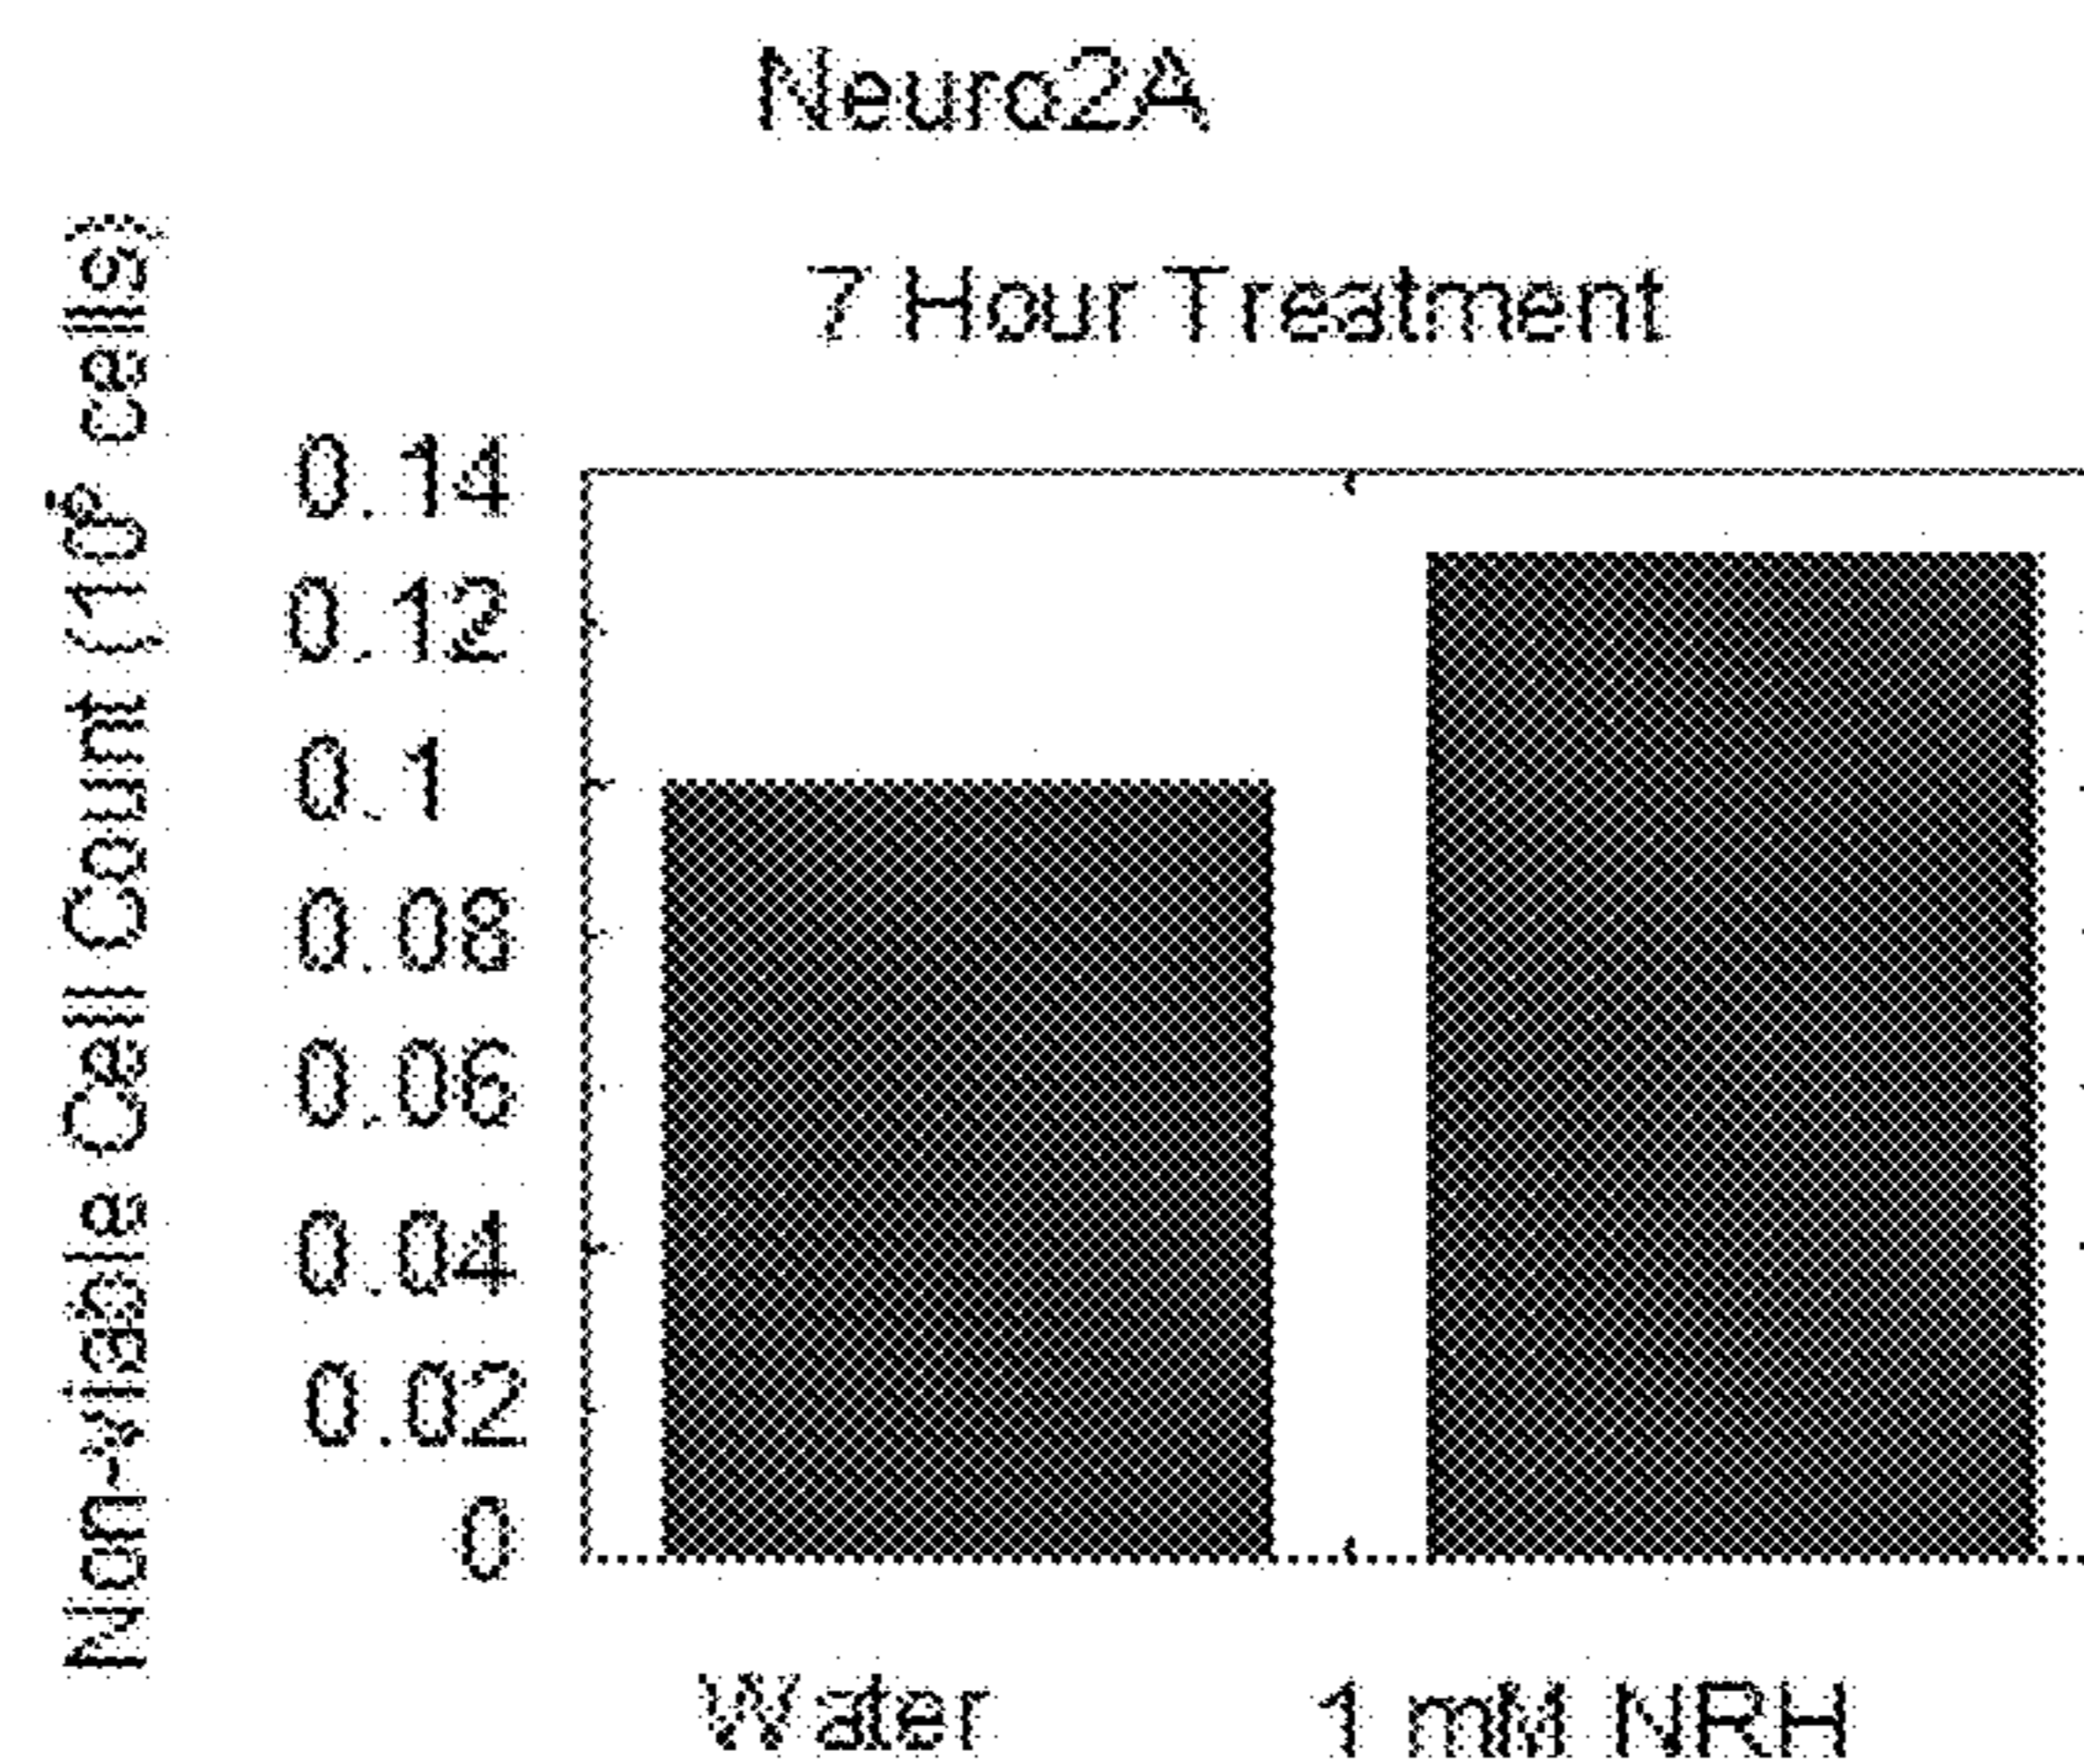 Neuro2A
7 Hour Treatment
Non-viable Cell Count (10⁶ cells)
0.14
0.12
0.1
0.08
0.06
0.04
0.02
0
Water
1 mM NRH